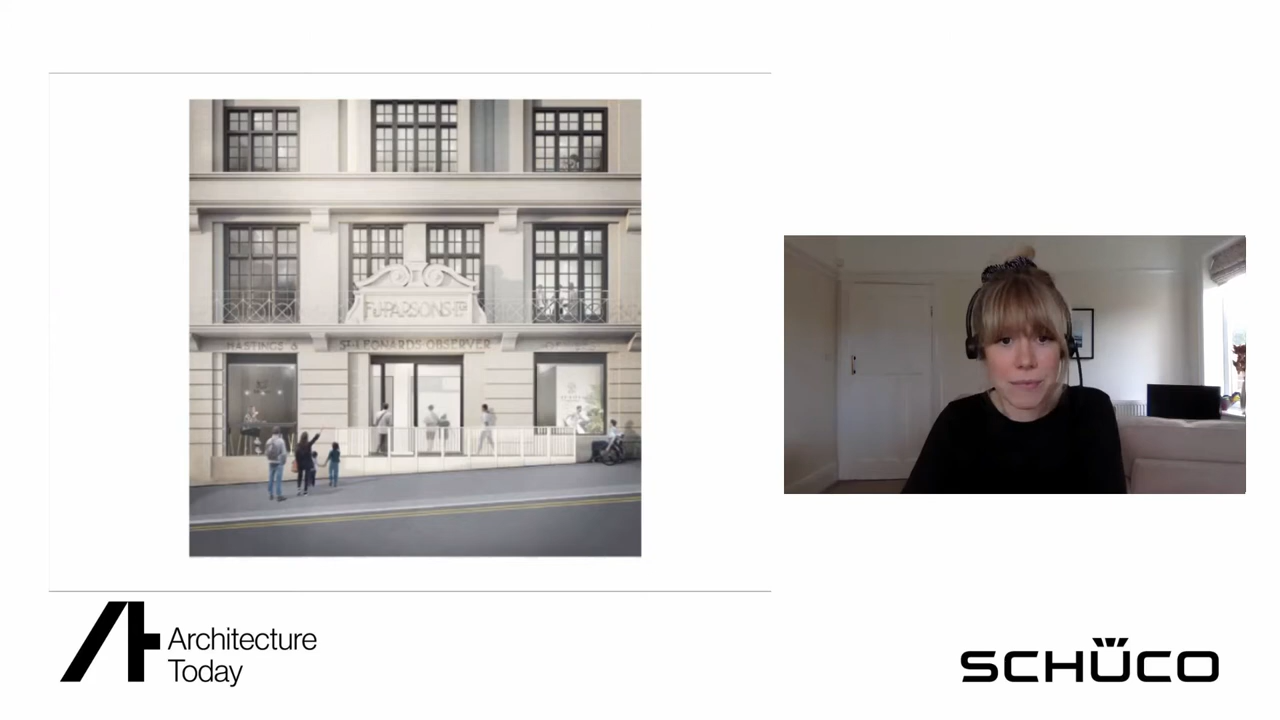 F.J. PARSONS LTD
HASTINGS & ST. LEONARDS OBSERVER
Architecture
Today
SCHÜCO